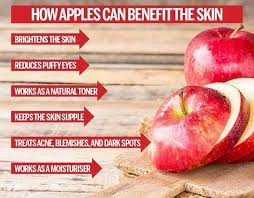 HOW APPLES CAN BENEFIT THE SKIN
BRIGHTENS THE SKIN
REDUCES PUFFY EYES
WORKS AS A NATURAL TONER
KEEPS THE SKIN SUPPLE
TREATS ACNE, BLEMISHES, AND DARK SPOTS
WORKS AS A MOISTURISER